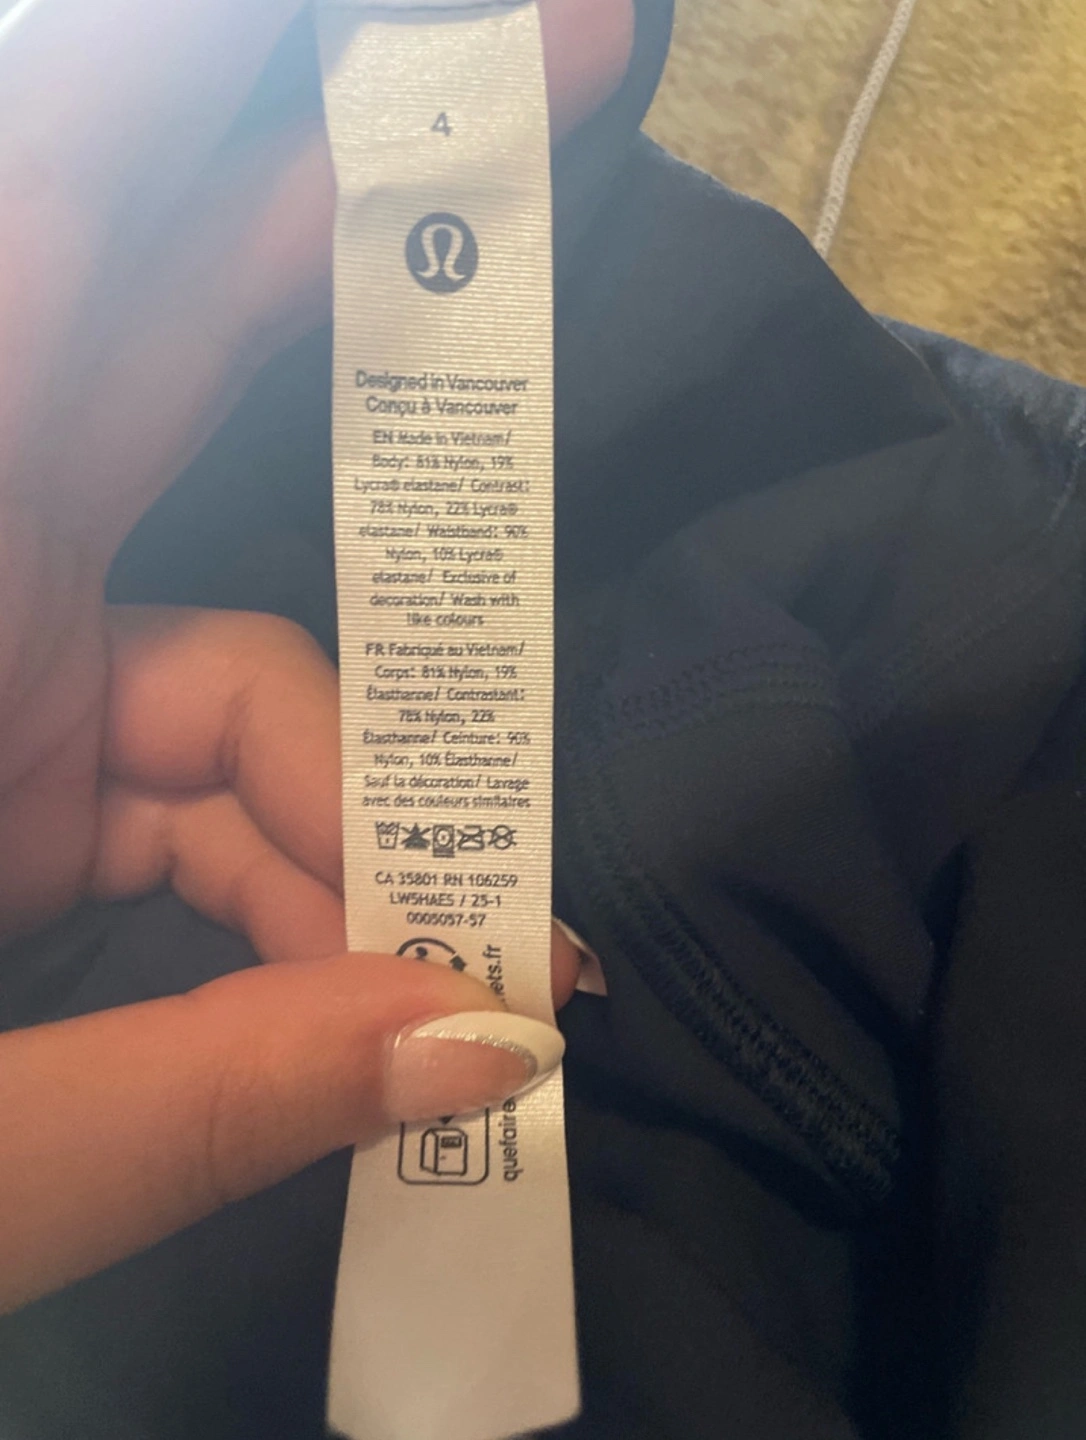 4
Designed in Vancouver
Conçu à Vancouver
EN Made in Vietnam/
Body: 81% Nylon, 19%
Lycra® elastane/ Contrast:
78% Nylon, 22% Lycra®
elastane/ Waistband: 90%
Nylon, 10% Lycra®
elastane/ Exclusive of
decoration/ Wash with
like colours
FR Fabriqué au Vietnam/
Corps: 81% Nylon, 19%
Élasthanne/ Contrastant:
78% Nylon, 22%
Élasthanne/ Ceinture: 90%
Nylon, 10% Élasthanne/
Sauf la décoration/ Lavage
avec des couleurs similaires
CA 35801 RN 106259
LW5HAES / 25-1
0005057-57
quefaire
ets.fr